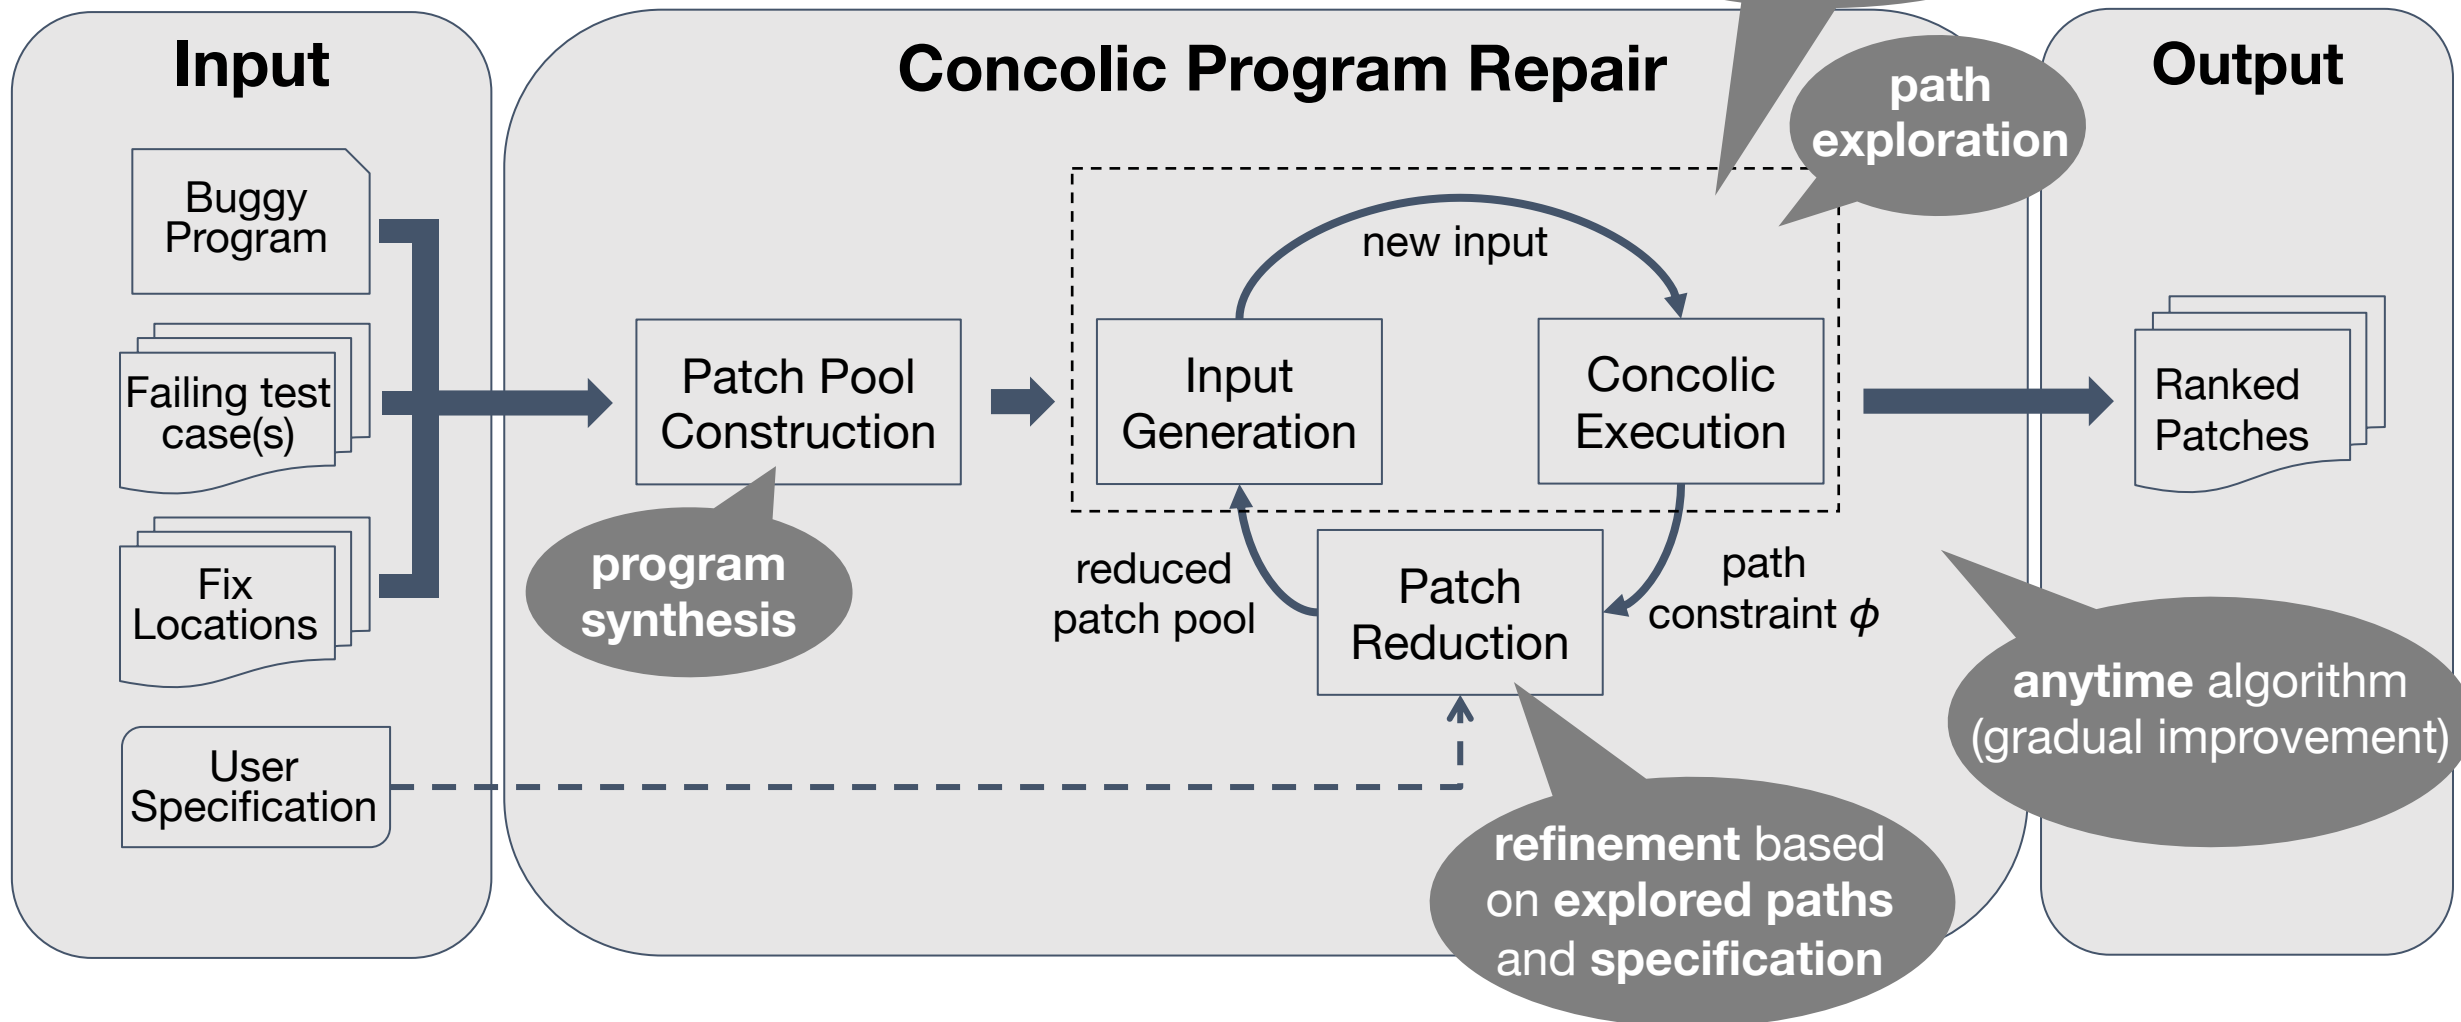 Input
Buggy
Program
Failing test
case(s)
Fix
Locations
User
Specification
Concolic Program Repair
Patch Pool
Construction
program
synthesis
new input
Input
Generation
Concolic
Execution
path
exploration
reduced
patch pool
Patch
Reduction
path
constraint ϕ
refinement based
on explored paths
and specification
anytime algorithm
(gradual improvement)
Output
Ranked
Patches